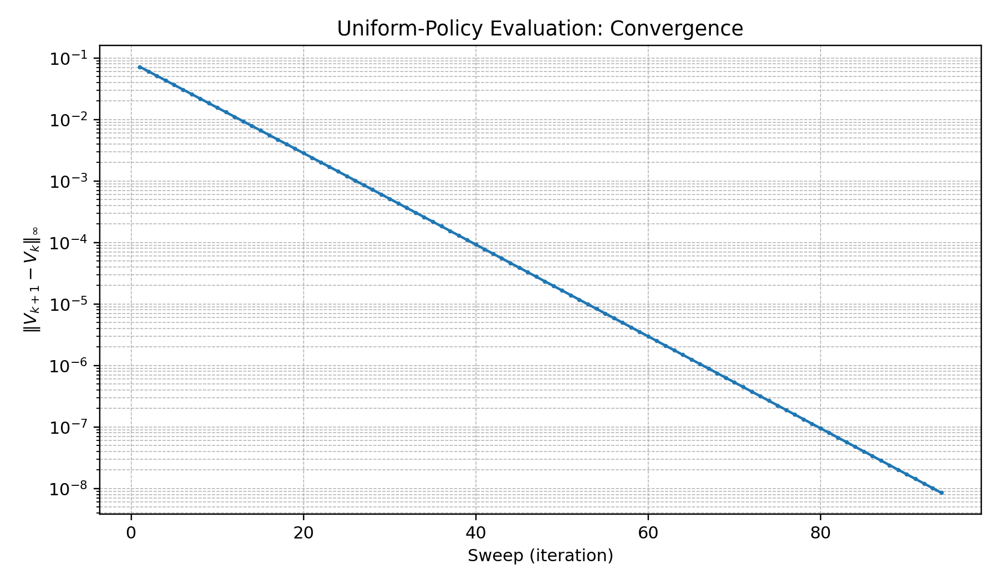 Uniform-Policy Evaluation: Convergence
‖V_{k+1} − V_k‖_∞
10⁻¹
10⁻²
10⁻³
10⁻⁴
10⁻⁵
10⁻⁶
10⁻⁷
10⁻⁸
0 20 40 60 80
Sweep (iteration)